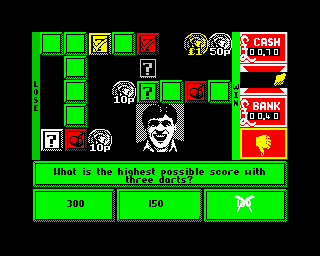 £1 50p
CASH
£00.70
?
LOSE
10p
?
WIN
BANK
£00.40
?
10p
What is the highest possible score with
three darts?
300 150